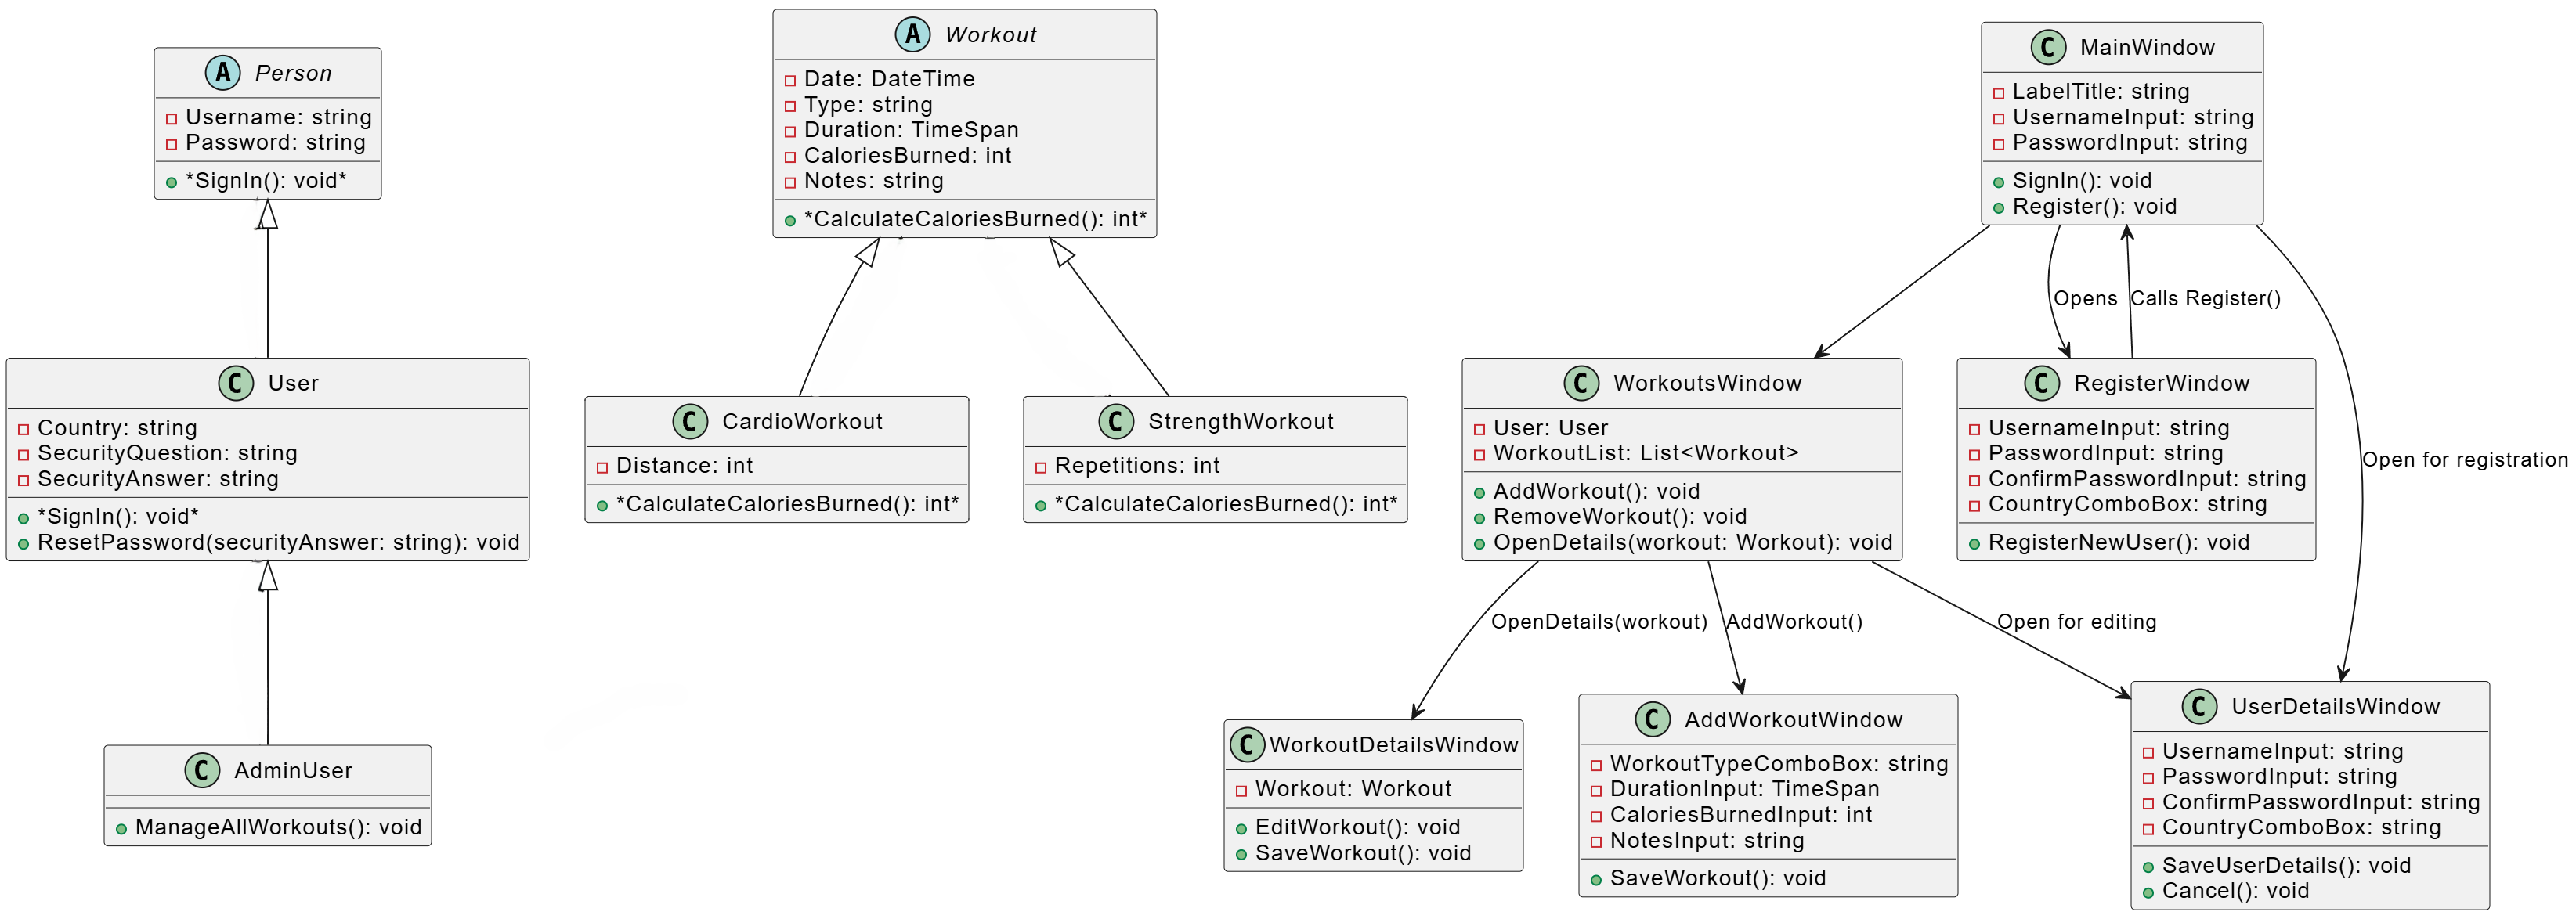 A Person
Username: string
Password: string
*SignIn(): void*
A Workout
Date: DateTime
Type: string
Duration: TimeSpan
CaloriesBurned: int
Notes: string
*CalculateCaloriesBurned(): int*
C MainWindow
LabelTitle: string
UsernameInput: string
PasswordInput: string
SignIn(): void
Register(): void
Opens
Calls Register()
Open for registration
C User
Country: string
SecurityQuestion: string
SecurityAnswer: string
*SignIn(): void*
ResetPassword(securityAnswer: string): void
C CardioWorkout
Distance: int
*CalculateCaloriesBurned(): int*
C StrengthWorkout
Repetitions: int
*CalculateCaloriesBurned(): int*
C WorkoutsWindow
User: User
WorkoutList: List<Workout>
AddWorkout(): void
RemoveWorkout(): void
OpenDetails(workout: Workout): void
C RegisterWindow
UsernameInput: string
PasswordInput: string
ConfirmPasswordInput: string
CountryComboBox: string
RegisterNewUser(): void
OpenDetails(workout)
AddWorkout()
Open for editing
C AdminUser
ManageAllWorkouts(): void
C WorkoutDetailsWindow
Workout: Workout
EditWorkout(): void
SaveWorkout(): void
C AddWorkoutWindow
WorkoutTypeComboBox: string
DurationInput: TimeSpan
CaloriesBurnedInput: int
NotesInput: string
SaveWorkout(): void
C UserDetailsWindow
UsernameInput: string
PasswordInput: string
ConfirmPasswordInput: string
CountryComboBox: string
SaveUserDetails(): void
Cancel(): void